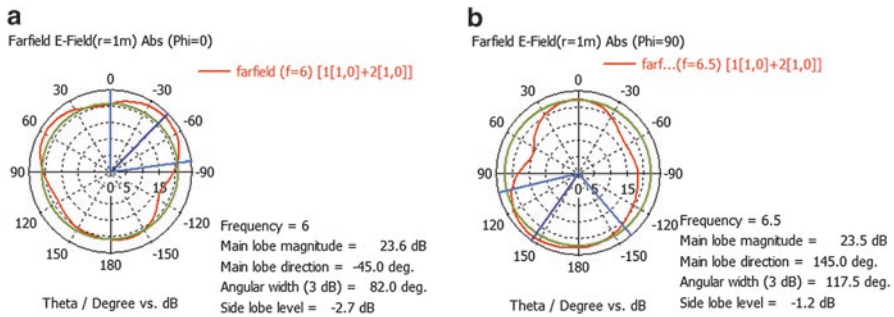 a
Farfield E-Field(r=1m) Abs (Phi=0)
farfield (f=6) [1[1,0]+2[1,0]]
0
30 -30
60 -60
90 0 5 15 -90
120 -120
150 -150
180
Frequency = 6
Main lobe magnitude = 23.6 dB
Main lobe direction = -45.0 deg.
Angular width (3 dB) = 82.0 deg.
Side lobe level = -2.7 dB
Theta / Degree vs. dB
b
Farfield E-Field(r=1m) Abs (Phi=90)
farf...(f=6.5) [1[1,0]+2[1,0]]
0
30 -30
60 -60
90 0 5 15 -90
120 -120
150 -150
180
Frequency = 6.5
Main lobe magnitude = 23.5 dB
Main lobe direction = 145.0 deg.
Angular width (3 dB) = 117.5 deg.
Side lobe level = -1.2 dB
Theta / Degree vs. dB